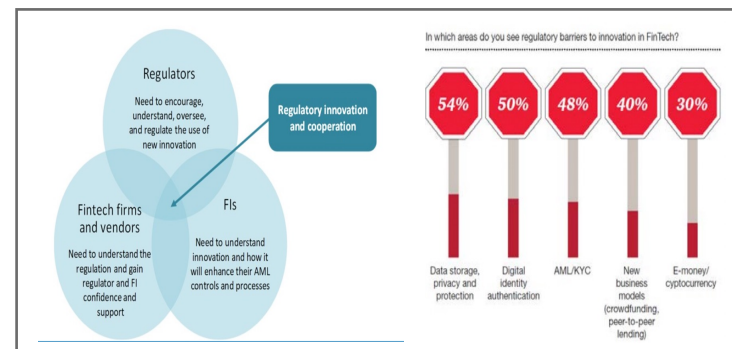 Regulators
Need to encourage,
understand, oversee,
and regulate the use of
new innovation
Regulatory innovation
and cooperation
Fintech firms
and vendors
Need to understand the
regulation and gain
regulator and FI
confidence and
support
FIs
Need to understand
innovation and how it
will enhance their AML
controls and processes
In which areas do you see regulatory barriers to innovation in FinTech?
54%
50%
48%
40%
30%
Data storage,
privacy and
protection
Digital
identity
authentication
AML/KYC
New
business
models
(crowdfunding,
peer-to-peer
lending)
E-money/
cyptocurrency